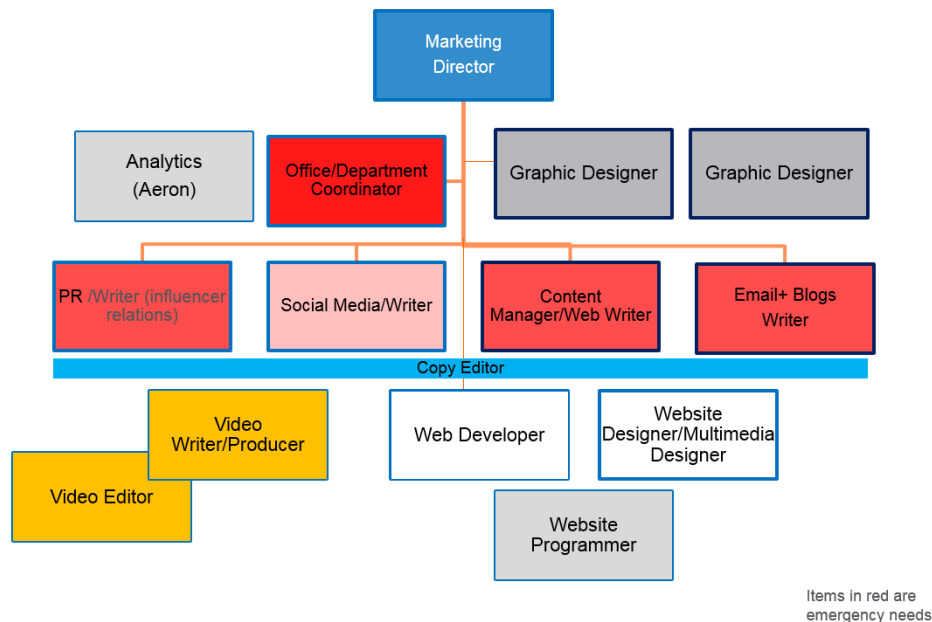 Marketing
Director
Analytics
(Aeron)
Office/Department
Coordinator
Graphic Designer
Graphic Designer
PR /Writer (influencer
relations)
Social Media/Writer
Content
Manager/Web Writer
Email+ Blogs
Writer
Copy Editor
Video
Writer/Producer
Web Developer
Website
Designer/Multimedia
Designer
Video Editor
Website
Programmer
Items in red are
emergency needs